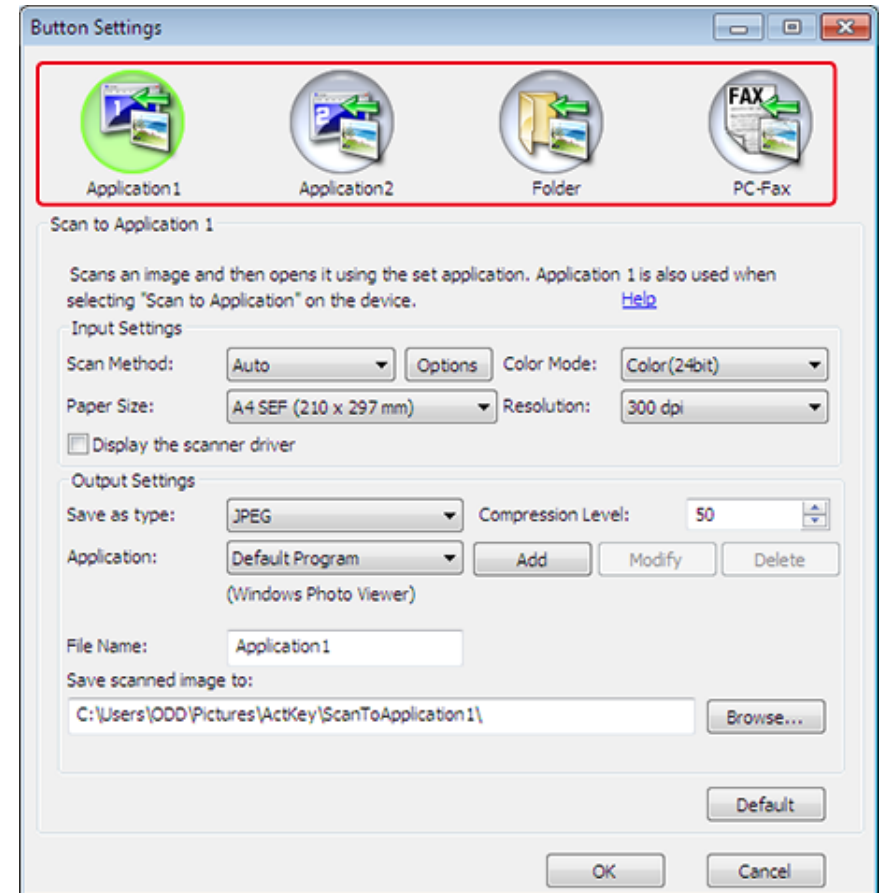 Button Settings
1 2 FAX
Application1 Application2 Folder PC-Fax
Scan to Application 1
Scans an image and then opens it using the set application. Application 1 is also used when
selecting "Scan to Application" on the device. Help
Input Settings
Scan Method: Auto Options Color Mode: Color(24bit)
Paper Size: A4 SEF (210 x 297 mm) Resolution: 300 dpi
Display the scanner driver
Output Settings
Save as type: JPEG Compression Level: 50
Application: Default Program Add Modify Delete
(Windows Photo Viewer)
File Name: Application1
Save scanned image to:
C:\Users\ODD\Pictures\ActKey\ScanToApplication1\ Browse...
Default
OK Cancel